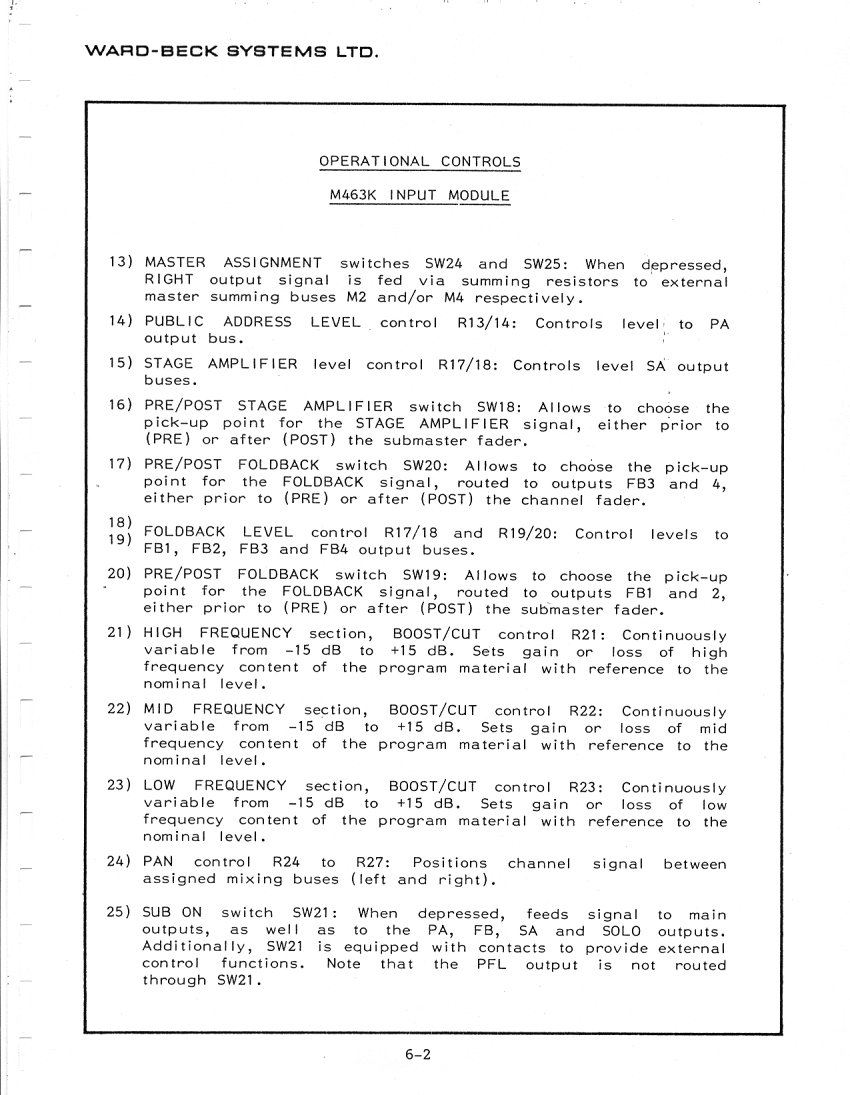 WARD-BECK SYSTEMS LTD.
OPERATIONAL CONTROLS
M463K INPUT MODULE
13) MASTER ASSIGNMENT switches SW24 and SW25: When depressed,
RIGHT output signal is fed via summing resistors to external
master summing buses M2 and/or M4 respectively.
14) PUBLIC ADDRESS LEVEL control R13/14: Controls level to PA
output bus.
15) STAGE AMPLIFIER level control R17/18: Controls level SA output
buses.
16) PRE/POST STAGE AMPLIFIER switch SW18: Allows to choose the
pick-up point for the STAGE AMPLIFIER signal, either prior to
(PRE) or after (POST) the submaster fader.
17) PRE/POST FOLDBACK switch SW20: Allows to choose the pick-up
point for the FOLDBACK signal, routed to outputs FB3 and 4,
either prior to (PRE) or after (POST) the channel fader.
18)
19) FOLDBACK LEVEL control R17/18 and R19/20: Control levels to
FB1, FB2, FB3 and FB4 output buses.
20) PRE/POST FOLDBACK switch SW19: Allows to choose the pick-up
point for the FOLDBACK signal, routed to outputs FB1 and 2,
either prior to (PRE) or after (POST) the submaster fader.
21) HIGH FREQUENCY section, BOOST/CUT control R21: Continuously
variable from -15 dB to +15 dB. Sets gain or loss of high
frequency content of the program material with reference to the
nominal level.
22) MID FREQUENCY section, BOOST/CUT control R22: Continuously
variable from -15 dB to +15 dB. Sets gain or loss of mid
frequency content of the program material with reference to the
nominal level.
23) LOW FREQUENCY section, BOOST/CUT control R23: Continuously
variable from -15 dB to +15 dB. Sets gain or loss of low
frequency content of the program material with reference to the
nominal level.
24) PAN control R24 to R27: Positions channel signal between
assigned mixing buses (left and right).
25) SUB ON switch SW21: When depressed, feeds signal to main
outputs, as well as to the PA, FB, SA and SOLO outputs.
Additionally, SW21 is equipped with contacts to provide external
control functions. Note that the PFL output is not routed
through SW21.
6-2